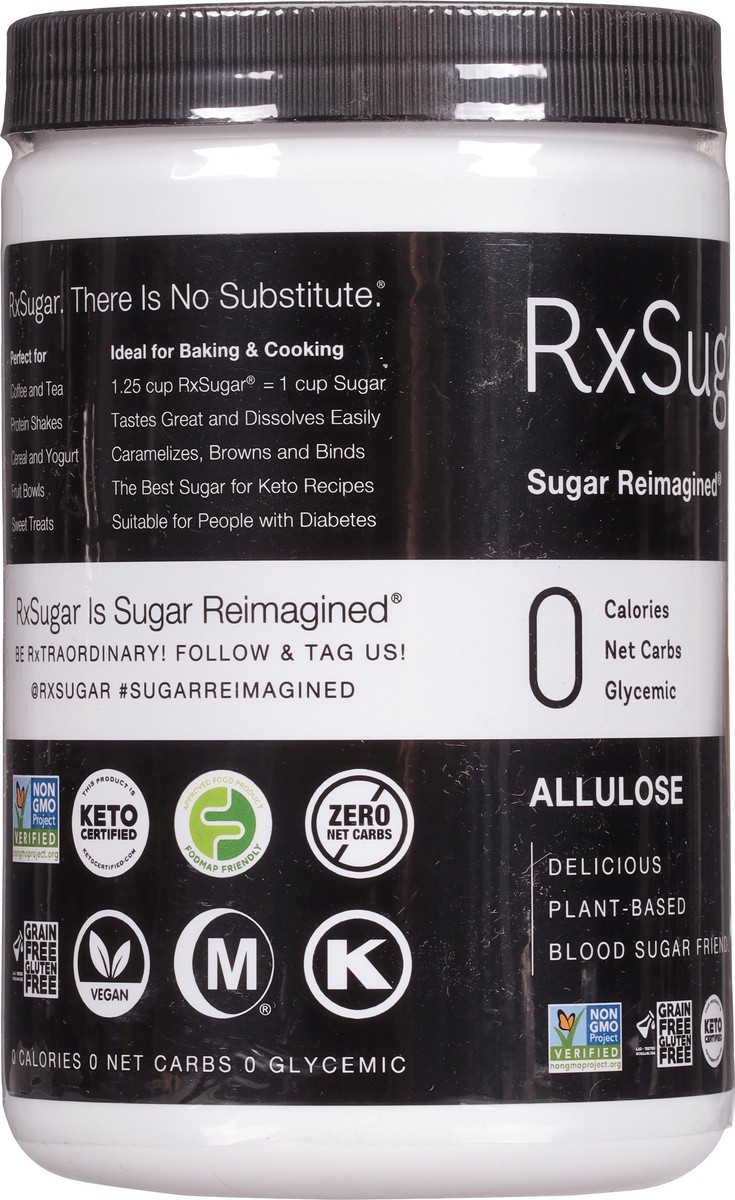 RxSugar. There Is No Substitute.®
Perfect for
Coffee and Tea
Protein Shakes
Cereal and Yogurt
Fruit Bowls
Sweet Treats
Ideal for Baking & Cooking
1.25 cup RxSugar® = 1 cup Sugar
Tastes Great and Dissolves Easily
Caramelizes, Browns and Binds
The Best Sugar for Keto Recipes
Suitable for People with Diabetes
RxSugar Is Sugar Reimagined®
BE RxTRAORDINARY! FOLLOW & TAG US!
@RXSUGAR #SUGARREIMAGINED
NON
GMO
Project
VERIFIED
nongmoproject.org
THIS PRODUCT IS
KETO
CERTIFIED
KETOCERTIFIED.COM
APPROVED FOOD PRODUCT
FODMAP FRIENDLY
ZERO
NET CARBS
GRAIN
FREE
GLUTEN
FREE
VEGAN
M®
K
0 CALORIES 0 NET CARBS 0 GLYCEMIC
RxSug
Sugar Reimagined®
0
Calories
Net Carbs
Glycemic
ALLULOSE
DELICIOUS
PLANT-BASED
BLOOD SUGAR FRIEND
NON
GMO
Project
VERIFIED
nongmoproject.org
GRAIN
FREE
GLUTEN
FREE
KETO
CERTIFIED